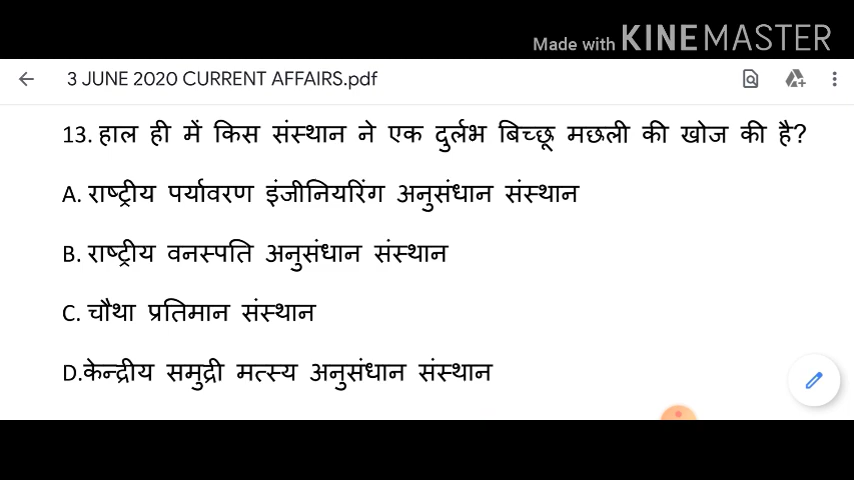 Made with KINEMASTER
3 JUNE 2020 CURRENT AFFAIRS.pdf
13. हाल ही में किस संस्थान ने एक दुर्लभ बिच्छू मछली की खोज की है?
A. राष्ट्रीय पर्यावरण इंजीनियरिंग अनुसंधान संस्थान
B. राष्ट्रीय वनस्पति अनुसंधान संस्थान
C. चौथा प्रतिमान संस्थान
D.केन्द्रीय समुद्री मत्स्य अनुसंधान संस्थान